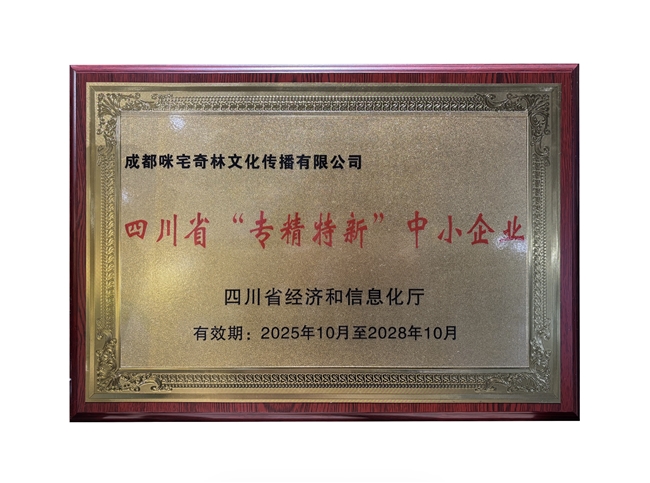 成都咪宅奇林文化传播有限公司
四川省“专精特新”中小企业
四川省经济和信息化厅
有效期：2025年10月至2028年10月